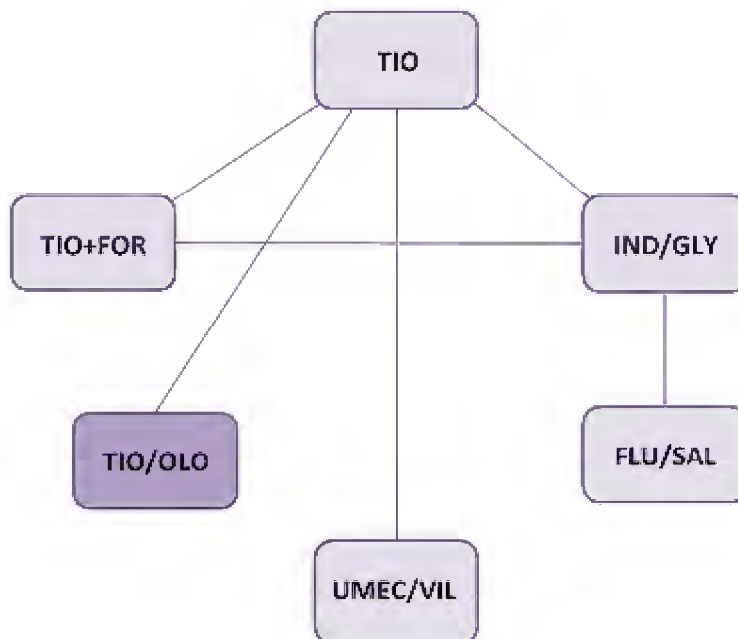 TIO
TIO+FOR
IND/GLY
TIO/OLO
FLU/SAL
UMEC/VIL